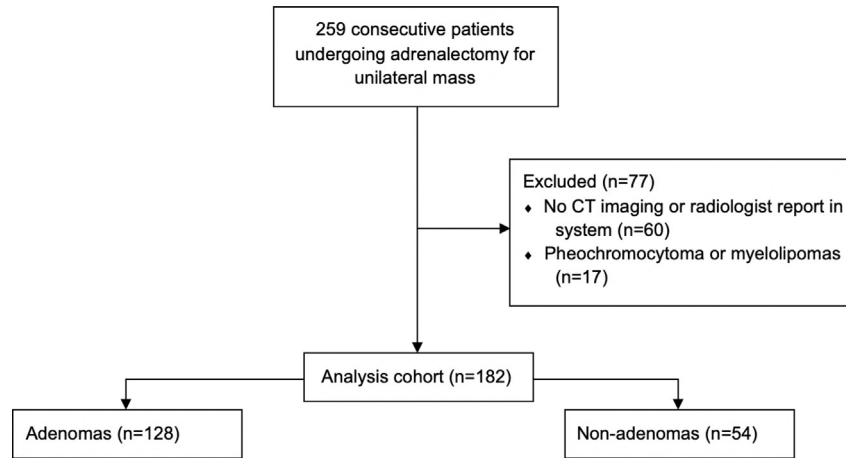 259 consecutive patients
undergoing adrenalectomy for
unilateral mass
Excluded (n=77)
♦ No CT imaging or radiologist report in
system (n=60)
♦ Pheochromocytoma or myelolipomas
(n=17)
Analysis cohort (n=182)
Adenomas (n=128)
Non-adenomas (n=54)